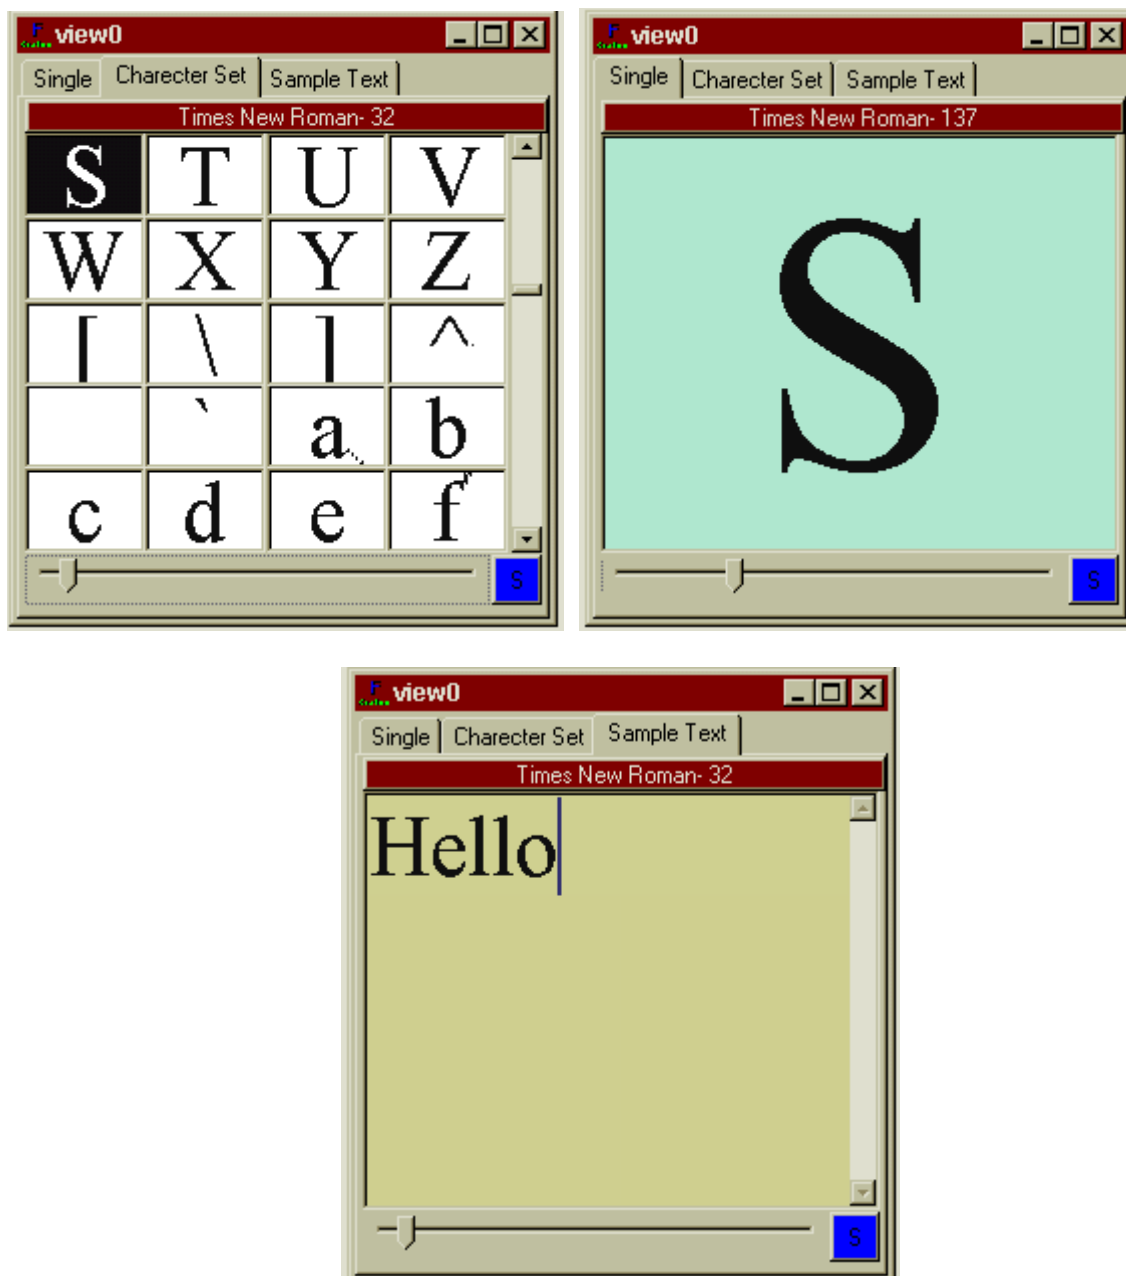 view0
Single Charecter Set Sample Text
Times New Roman- 32
S T U V
W X Y Z
[ \ ] ^
` a b
c d e f
S
view0
Single Charecter Set Sample Text
Times New Roman- 137
S
S
view0
Single Charecter Set Sample Text
Times New Roman- 32
Hello
S